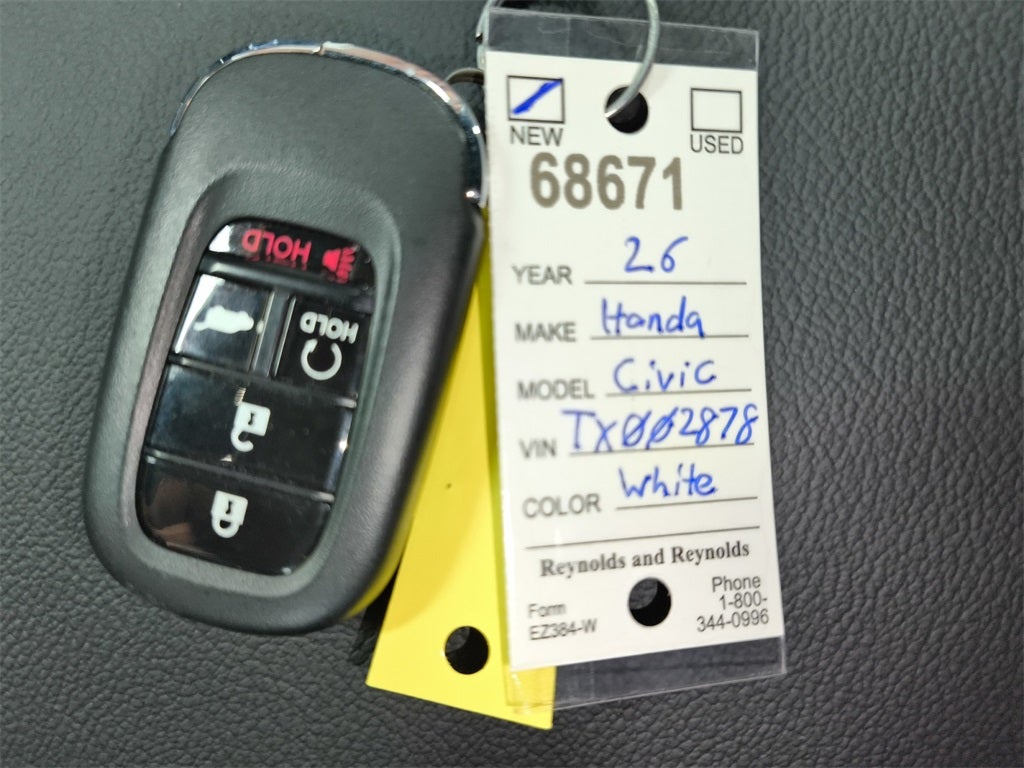 HOLD
HOLD
NEW
USED
68671
YEAR 26
MAKE Honda
MODEL Civic
VIN TX002878
COLOR White
Reynolds and Reynolds
Form
EZ384-W
Phone
1-800-
344-0996